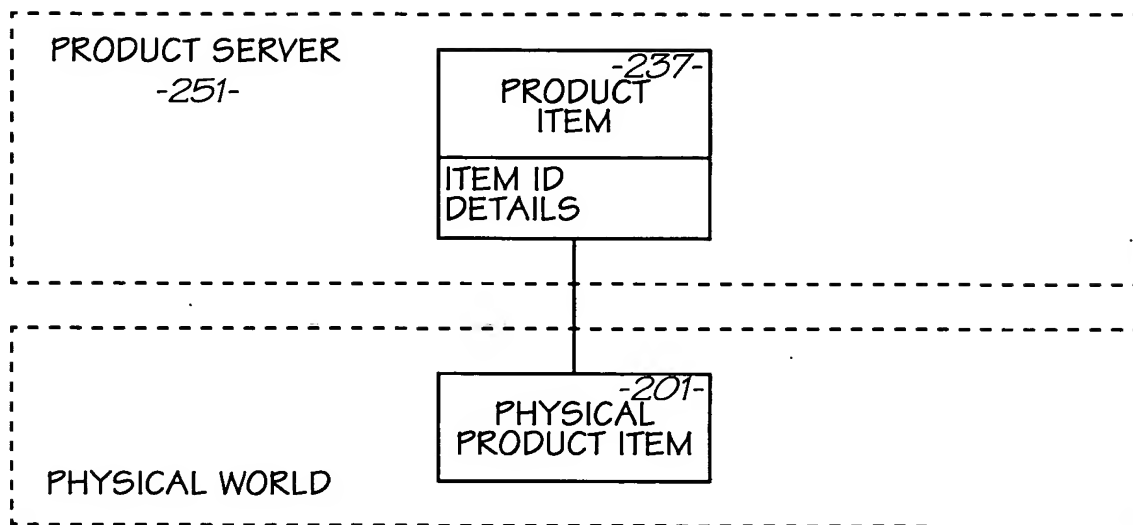 PRODUCT SERVER
-251-
-237-
PRODUCT
ITEM
ITEM ID
DETAILS
-201-
PHYSICAL
PRODUCT ITEM
PHYSICAL WORLD